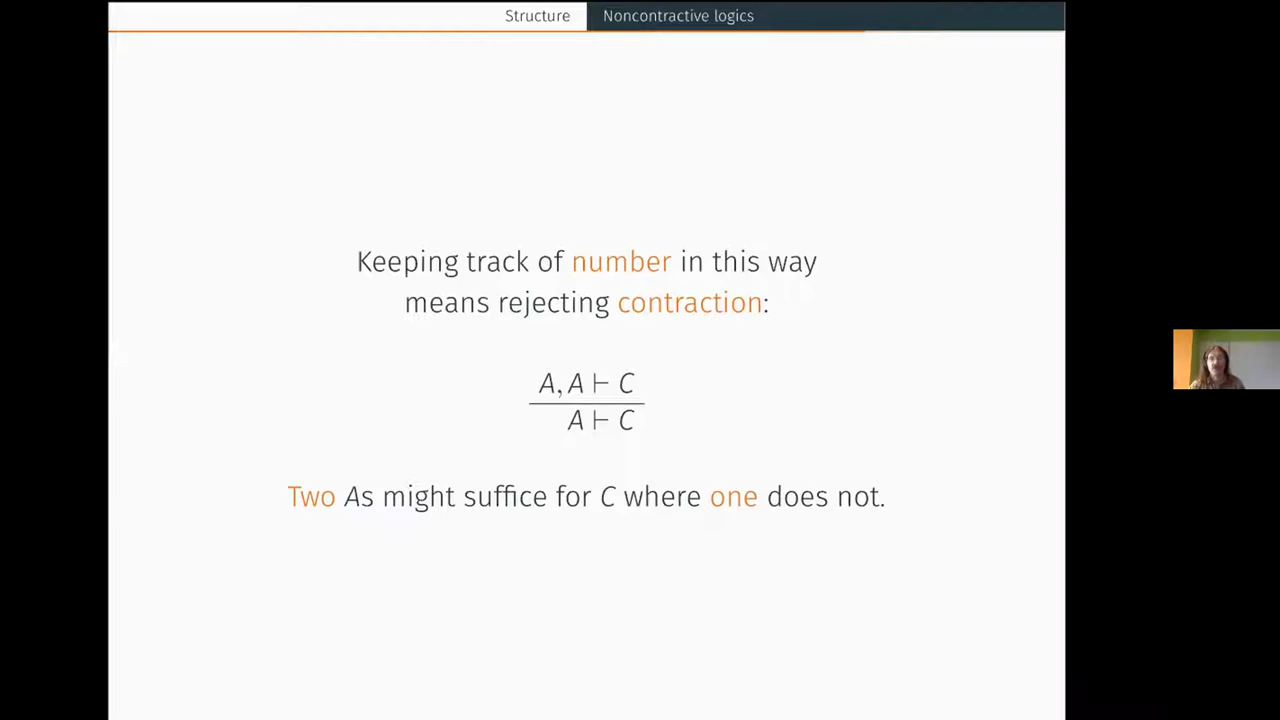 Structure
Noncontractive logics
Keeping track of number in this way
means rejecting contraction:
A, A ⊢ C
A ⊢ C
Two As might suffice for C where one does not.